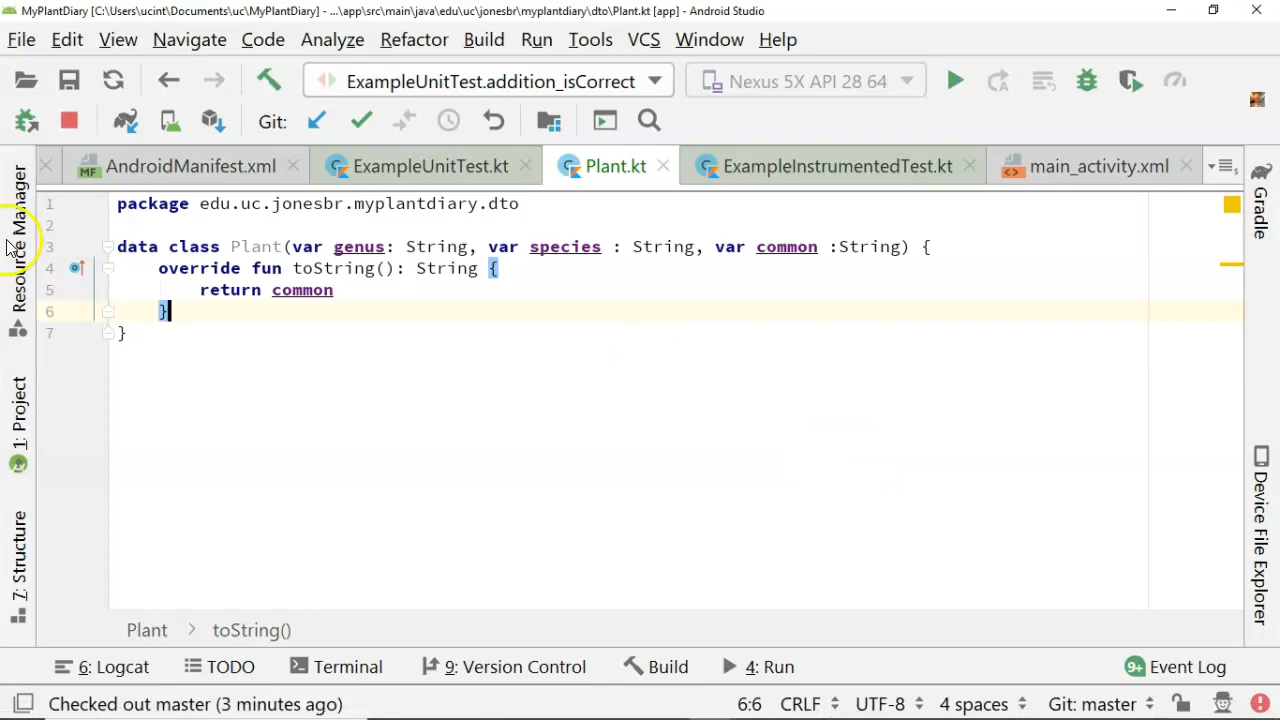 MyPlantDiary [C:\Users\ucint\Documents\uc\MyPlantDiary] - ...\app\src\main\java\edu\uc\jonesbr\myplantdiary\dto\Plant.kt [app] - Android Studio
File Edit View Navigate Code Analyze Refactor Build Run Tools VCS Window Help
ExampleUnitTest.addition_isCorrect Nexus 5X API 28 64
Git:
MF AndroidManifest.xml ExampleUnitTest.kt Plant.kt ExampleInstrumentedTest.kt main_activity.xml
1 package edu.uc.jonesbr.myplantdiary.dto
2
3 data class Plant(var genus: String, var species : String, var common :String) {
4 override fun toString(): String {
5 return common
6 }
7 }
Resource Manager
1: Project
7: Structure
Gradle
Device File Explorer
Plant > toString()
6: Logcat TODO Terminal 9: Version Control Build 4: Run 9+ Event Log
Checked out master (3 minutes ago) 6:6 CRLF UTF-8 4 spaces Git: master